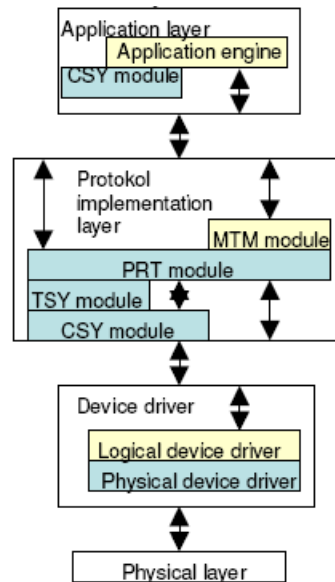 Application layer
Application engine
CSY module
Protokol
implementation
layer
MTM module
PRT module
TSY module
CSY module
Device driver
Logical device driver
Physical device driver
Physical layer